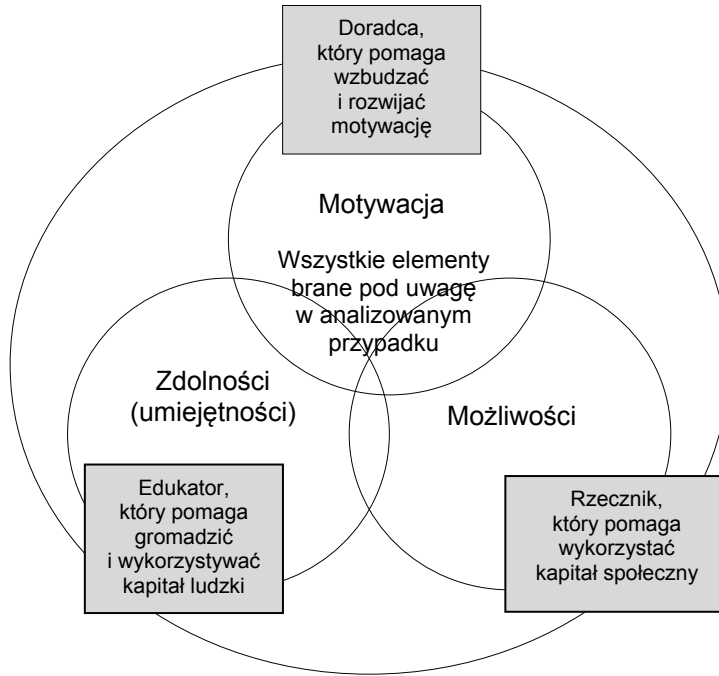 Doradca,
który pomaga
wzbudzać
i rozwijać
motywację
Motywacja
Wszystkie elementy
brane pod uwagę
w analizowanym
przypadku
Zdolności
(umiejętności)
Możliwości
Edukator,
który pomaga
gromadzić
i wykorzystywać
kapitał ludzki
Rzecznik,
który pomaga
wykorzystać
kapitał społeczny